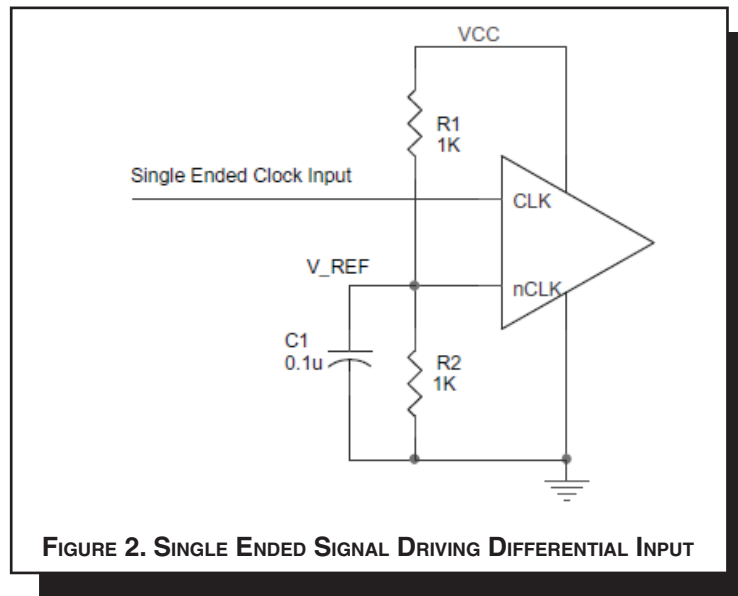 VCC
R1
1K
Single Ended Clock Input
CLK
V_REF
nCLK
C1
0.1u
R2
1K
FIGURE 2. SINGLE ENDED SIGNAL DRIVING DIFFERENTIAL INPUT